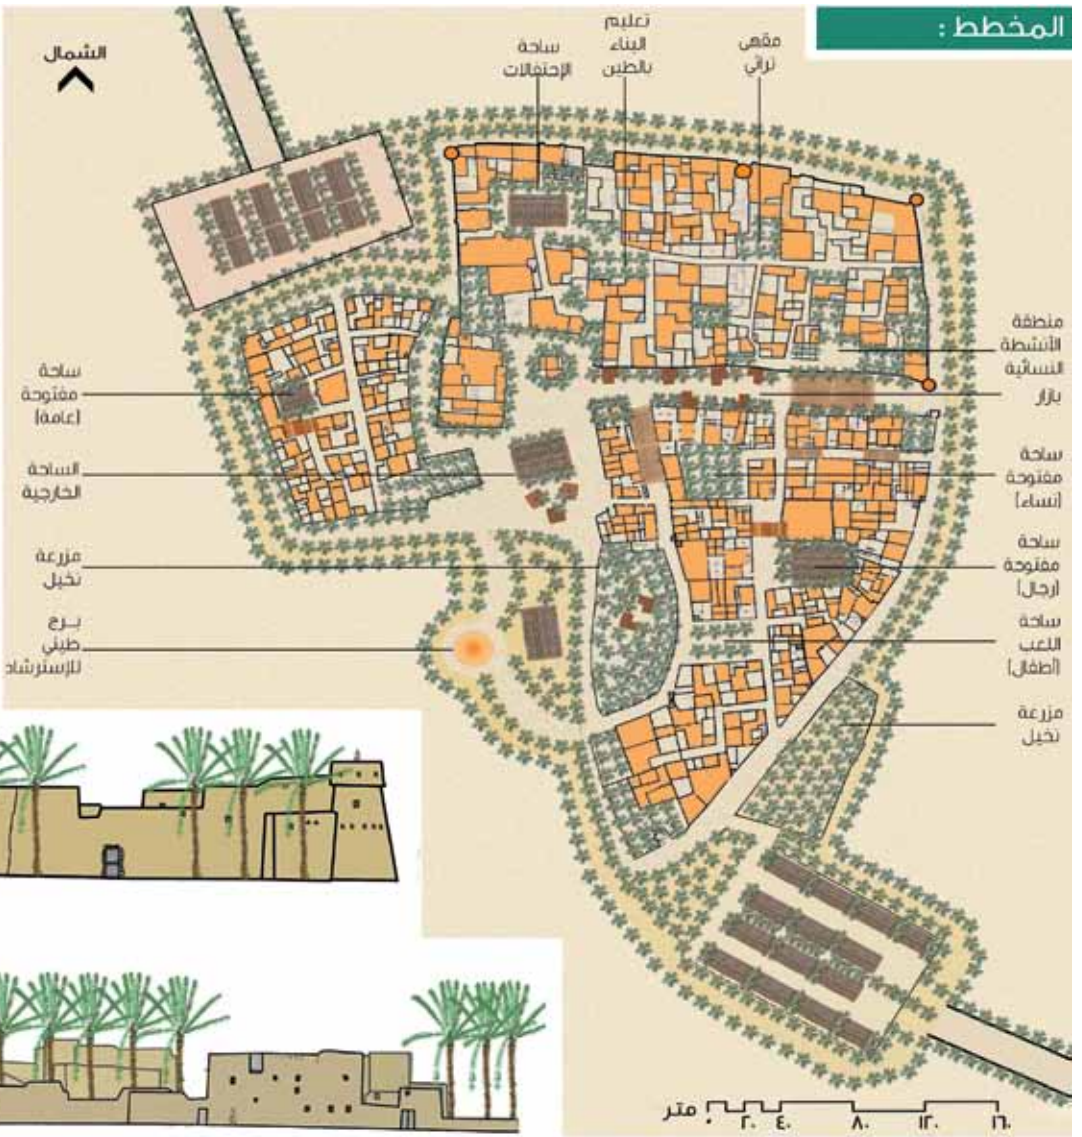 المخطط :
الشمال
ساحة
الإحتفالات
تعليم
البناء
بالطين
مقهى
تراثي
منطقة
الأنشطة
النسائية
بازار
ساحة
مفتوحة
(نساء)
ساحة
مفتوحة
(رجال)
ساحة
اللعب
(أطفال)
مزرعة
نخيل
ساحة
مفتوحة
(عامة)
الساحة
الخارجية
مزرعة
نخيل
برج
طيني
للإسترشاد
متر ٠ ٢٠ ٤٠ ٨٠ ١٢٠ ١٦٠